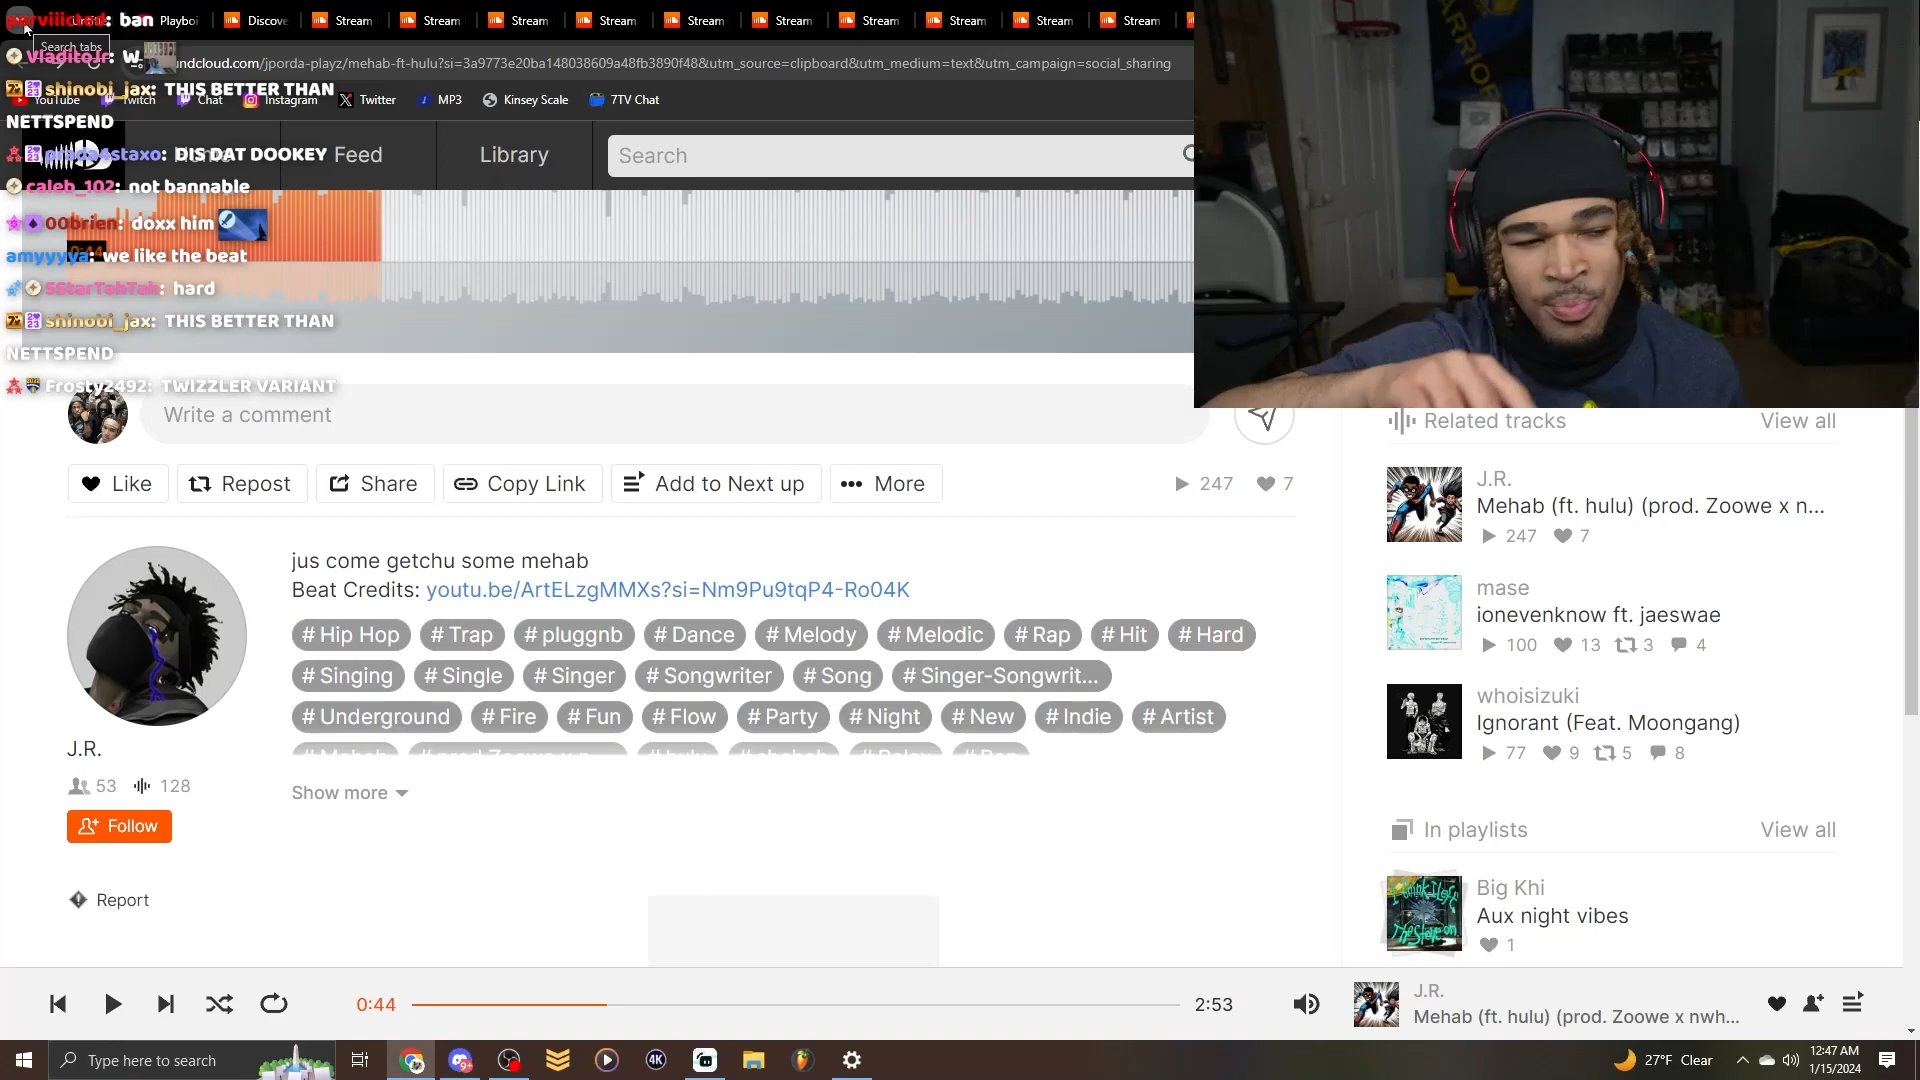 Playboi
Discove
Stream
Stream
Stream
Stream
Stream
Stream
Stream
Stream
Stream
Stream
perviiicted: ban
Search tabs
VladitoJr: W
ndcloud.com/jporda-playz/mehab-ft-hulu?si=3a9773e20ba148038609a48fb3890f48&utm_source=clipboard&utm_medium=text&utm_campaign=social_sharing
YouTube
Twitch
Chat
Instagram
Twitter
MP3
Kinsey Scale
7TV Chat
shinobi_jax: THIS BETTER THAN
NETTSPEND
prada4staxo: DIS DAT DOOKEY
Feed
Library
Search
caleb_102: not bannable
00brien: doxx him
0:44
amyyyya: we like the beat
5StarTahTah: hard
shinobi_jax: THIS BETTER THAN
NETTSPEND
Frosty2492: TWIZZLER VARIANT
Write a comment
Like
Repost
Share
Copy Link
Add to Next up
More
247
7
jus come getchu some mehab
Beat Credits: youtu.be/ArtELzgMMXs?si=Nm9Pu9tqP4-Ro04K
# Hip Hop # Trap # pluggnb # Dance # Melody # Melodic # Rap # Hit # Hard
# Singing # Single # Singer # Songwriter # Song # Singer-Songwrit...
# Underground # Fire # Fun # Flow # Party # Night # New # Indie # Artist
J.R.
53 128
Follow
Show more
Report
Related tracks
View all
J.R.
Mehab (ft. hulu) (prod. Zoowe x n...
247 7
mase
ionevenknow ft. jaeswae
100 13 3 4
whoisizuki
Ignorant (Feat. Moongang)
77 9 5 8
In playlists
View all
Big Khi
Aux night vibes
1
0:44
2:53
J.R.
Mehab (ft. hulu) (prod. Zoowe x nwh...
Type here to search
9+
4K
27°F Clear
12:47 AM
1/15/2024